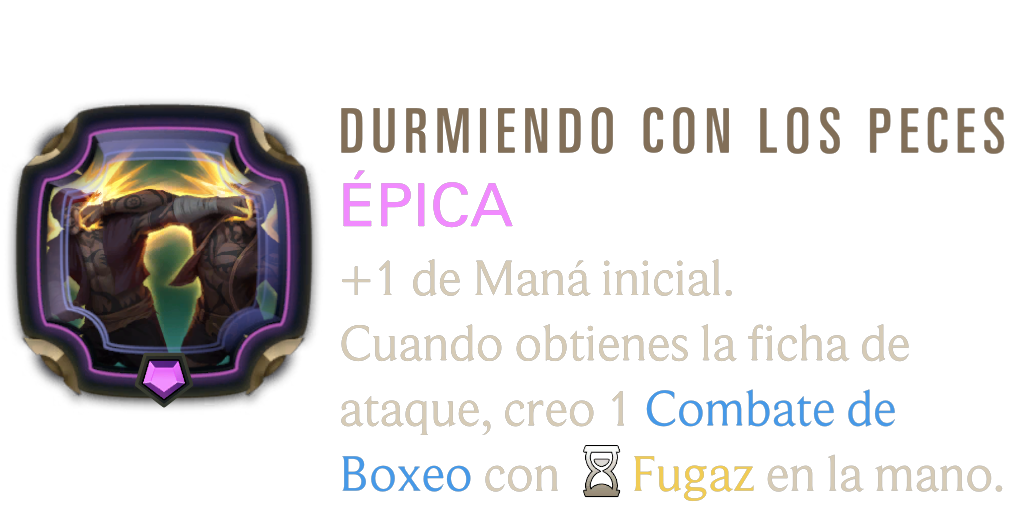 DURMIENDO CON LOS PECES
ÉPICA
+1 de Maná inicial.
Cuando obtienes la ficha de
ataque, creo 1 Combate de
Boxeo con Fugaz en la mano.